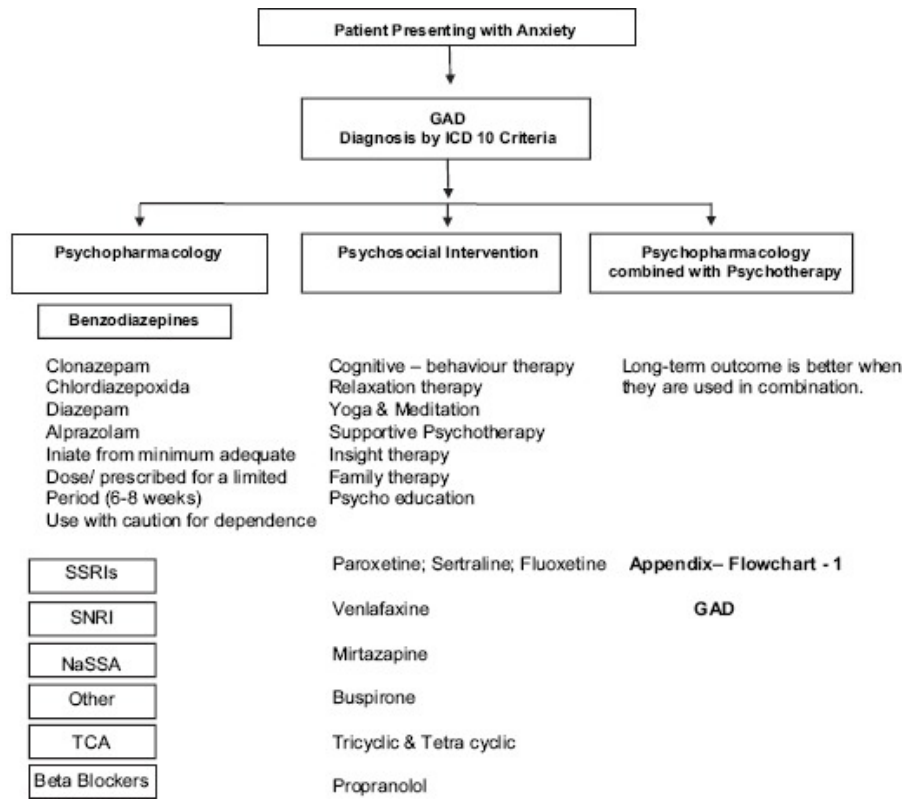 Patient Presenting with Anxiety
GAD
Diagnosis by ICD 10 Criteria
Psychopharmacology
Psychosocial Intervention
Psychopharmacology
combined with Psychotherapy
Benzodiazepines
Clonazepam
Chlordiazepoxida
Diazepam
Alprazolam
Iniate from minimum adequate
Dose/ prescribed for a limited
Period (6-8 weeks)
Use with caution for dependence
Cognitive – behaviour therapy
Relaxation therapy
Yoga & Meditation
Supportive Psychotherapy
Insight therapy
Family therapy
Psycho education
Long-term outcome is better when
they are used in combination.
SSRIs
Paroxetine; Sertraline; Fluoxetine
Appendix– Flowchart - 1
SNRI
Venlafaxine
GAD
NaSSA
Mirtazapine
Other
Buspirone
TCA
Tricyclic & Tetra cyclic
Beta Blockers
Propranolol